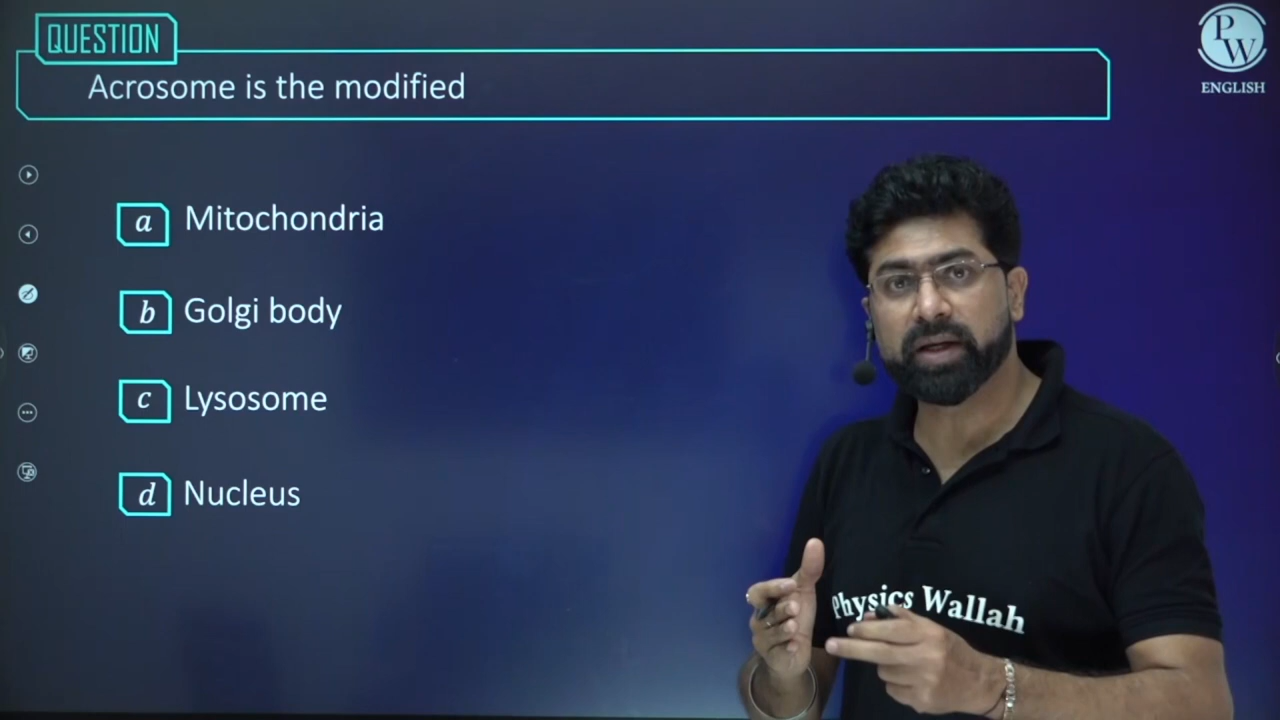 QUESTION
Acrosome is the modified
a Mitochondria
b Golgi body
c Lysosome
d Nucleus
PW
ENGLISH
Physics Wallah